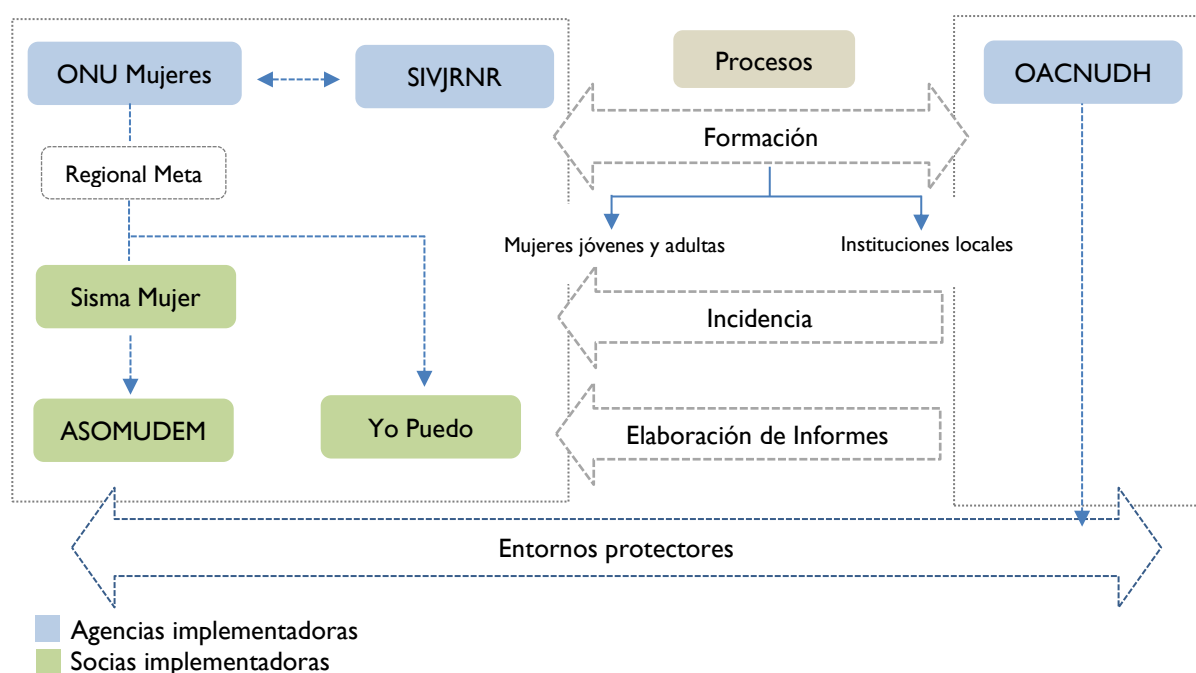 ONU Mujeres
SIVJRNR
Procesos
OACNUDH
Formación
Regional Meta
Mujeres jóvenes y adultas
Instituciones locales
Sisma Mujer
Incidencia
ASOMUDEM
Yo Puedo
Elaboración de Informes
Entornos protectores
Agencias implementadoras
Socias implementadoras